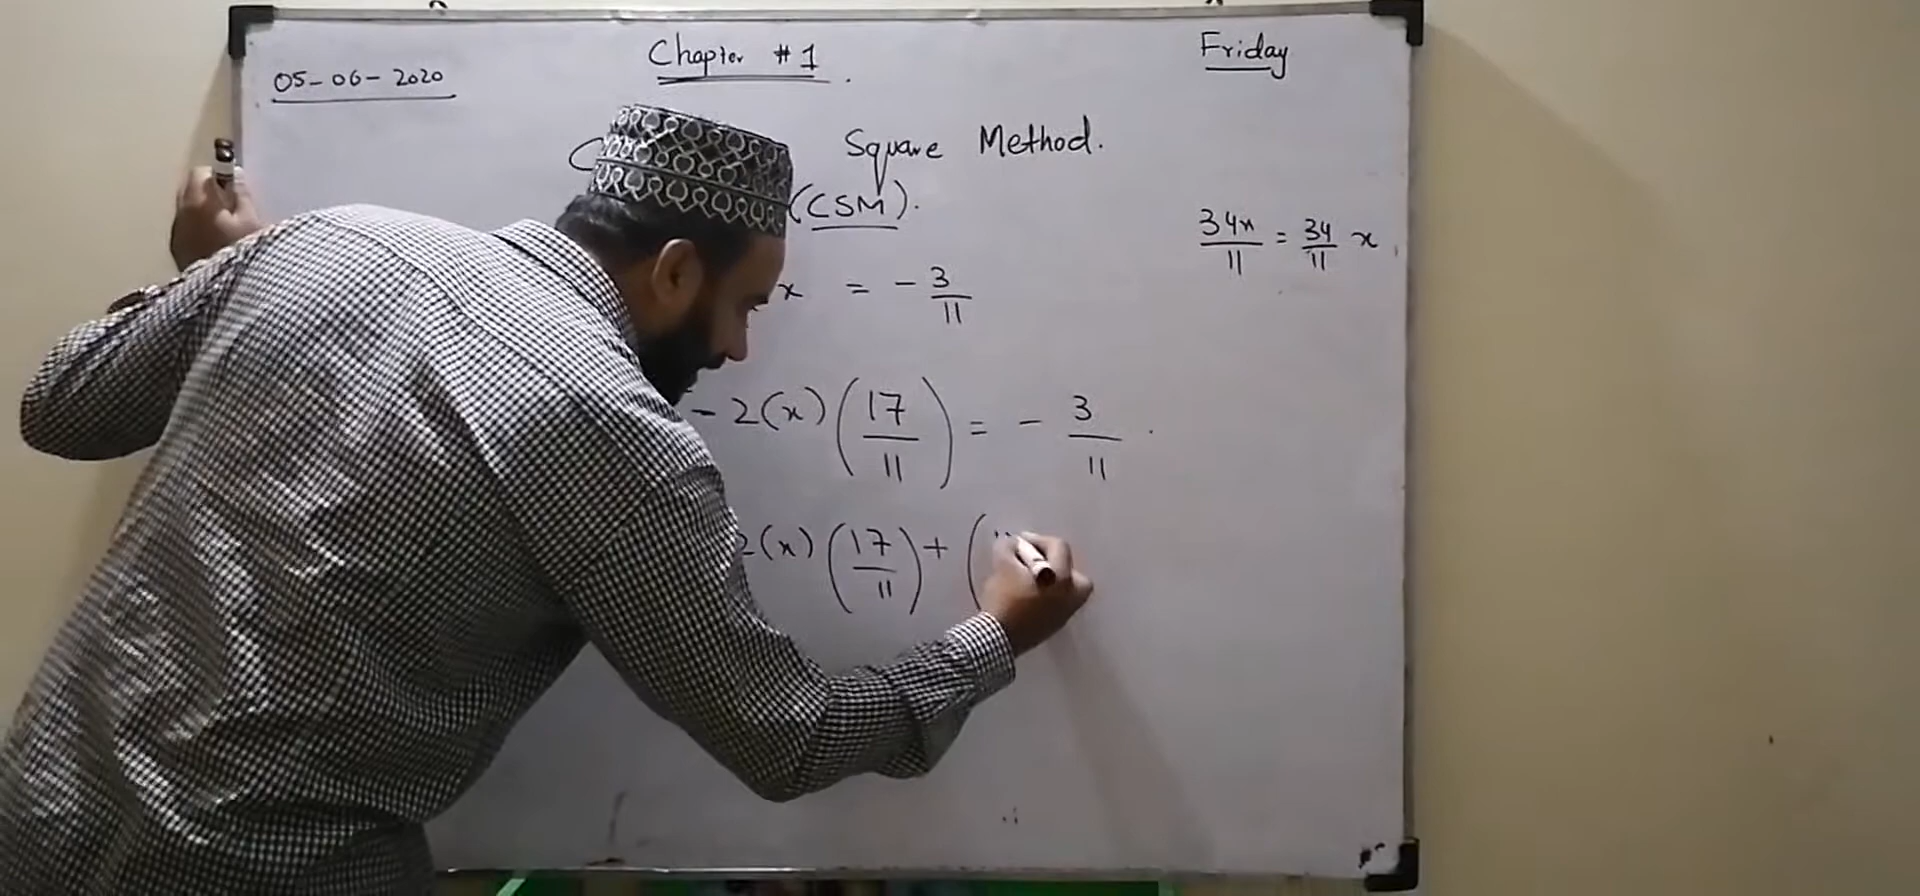 05-06-2020
Chapter #1.
Friday
Square Method.
(CSM).
34x/11 = 34/11 x
x = - 3/11
- 2(x) (17/11) = - 3/11
2(x) (17/11) + (